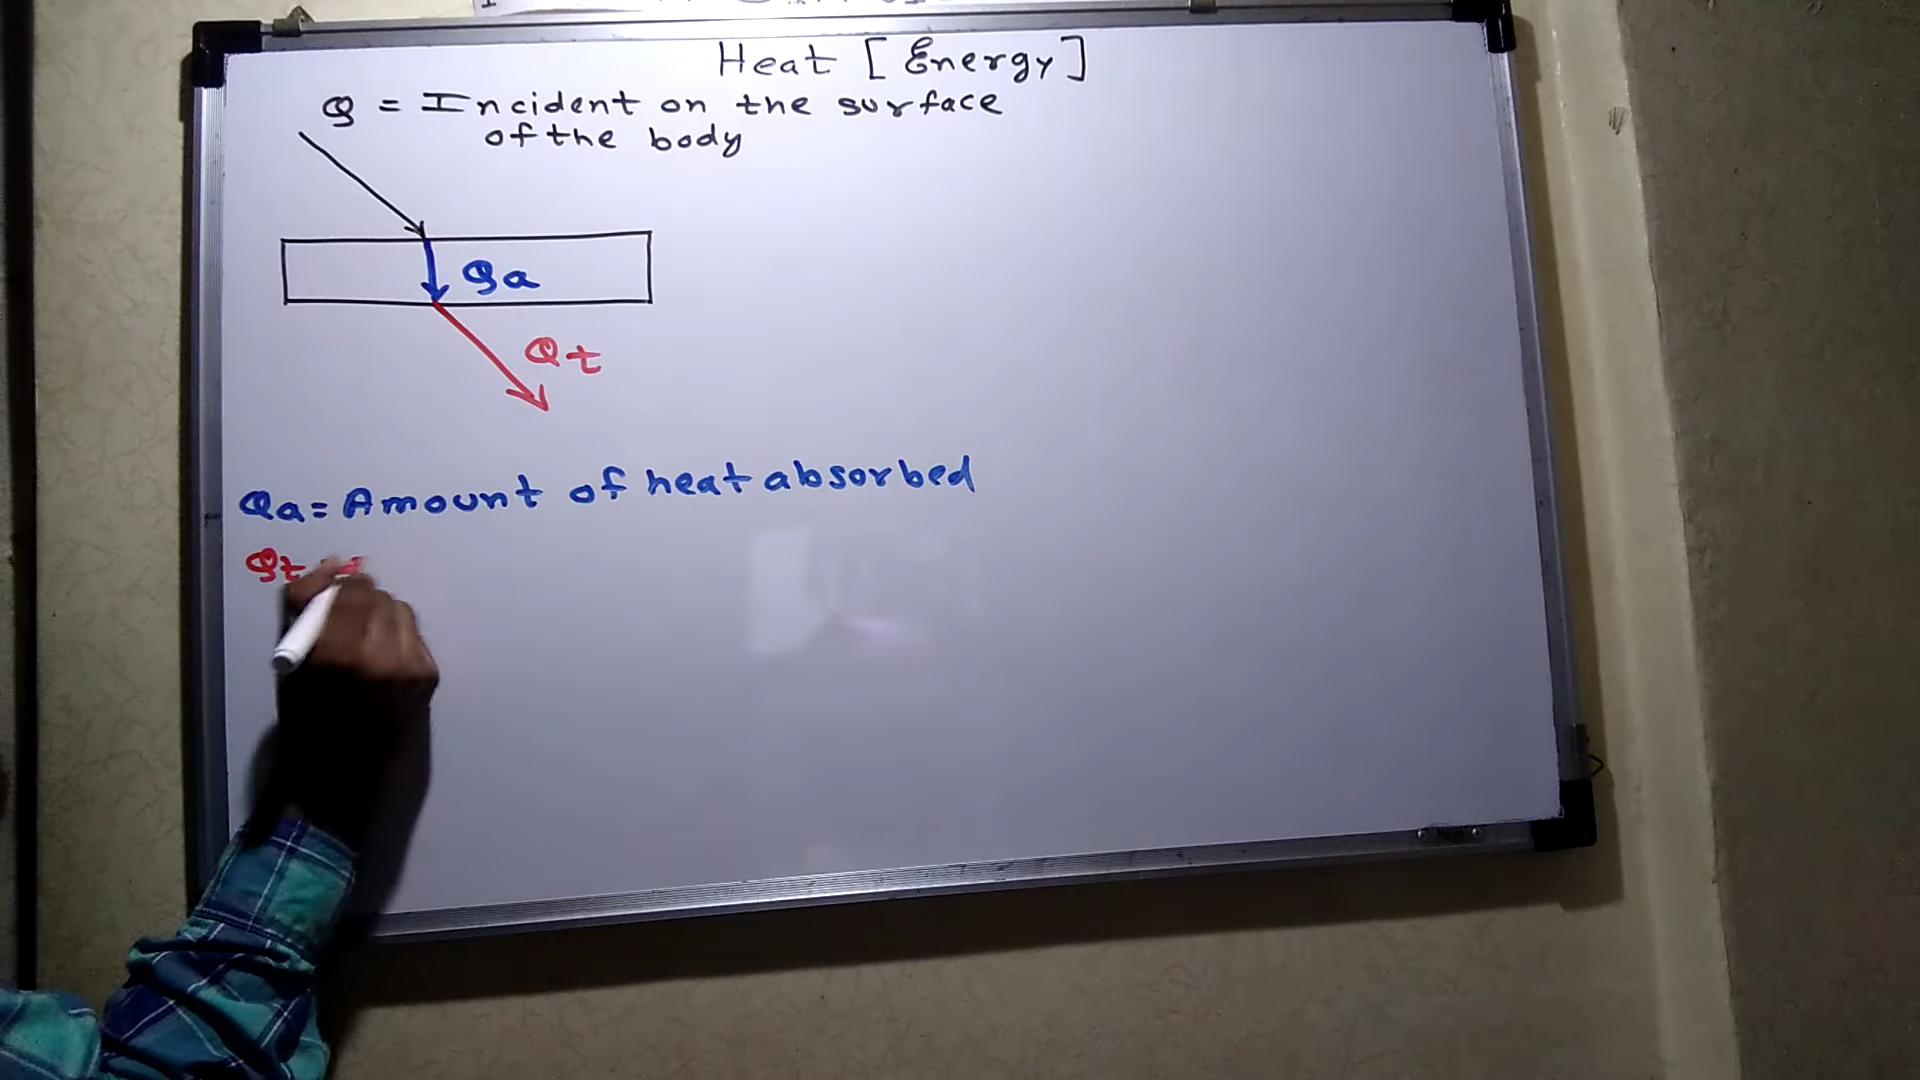 Heat [Energy]
Q = Incident on the surface
of the body
Qa
Qt
Qa = Amount of heat absorbed
Qt